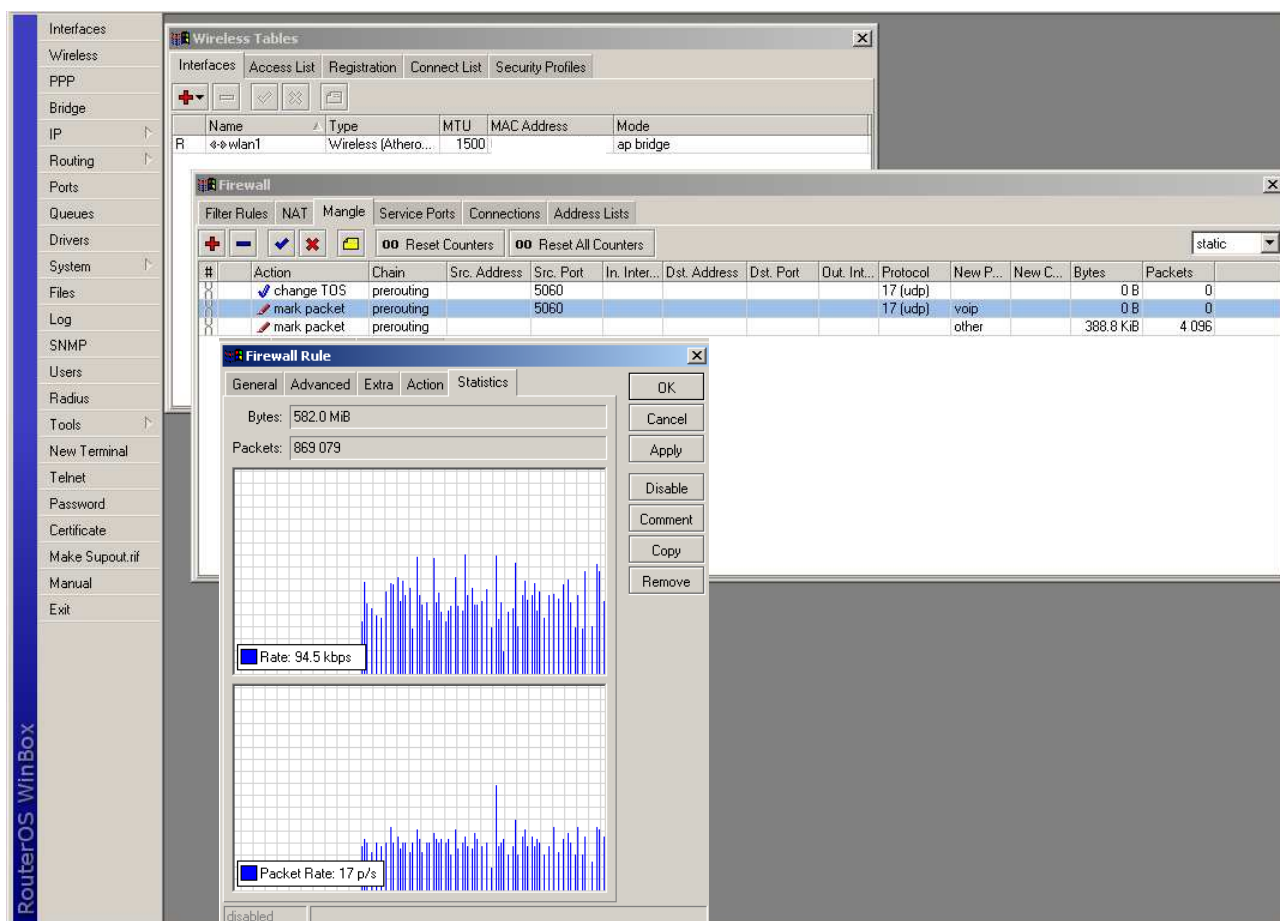 Interfaces
Wireless
PPP
Bridge
IP
Routing
Ports
Queues
Drivers
System
Files
Log
SNMP
Users
Radius
Tools
New Terminal
Telnet
Password
Certificate
Make Supout.rif
Manual
Exit
RouterOS WinBox
Wireless Tables
Interfaces Access List Registration Connect List Security Profiles
Name Type MTU MAC Address Mode
R wlan1 Wireless (Athero... 1500 ap bridge
Firewall
Filter Rules NAT Mangle Service Ports Connections Address Lists
00 Reset Counters 00 Reset All Counters static
# Action Chain Src. Address Src. Port In. Inter... Dst. Address Dst. Port Out. Int... Protocol New P... New C... Bytes Packets
change TOS prerouting 5060 17 (udp) 0 B 0
mark packet prerouting 5060 17 (udp) voip 0 B 0
mark packet prerouting other 388.8 KiB 4 096
Firewall Rule
General Advanced Extra Action Statistics
Bytes: 582.0 MiB
Packets: 869 079
Rate: 94.5 kbps
Packet Rate: 17 p/s
disabled
OK
Cancel
Apply
Disable
Comment
Copy
Remove